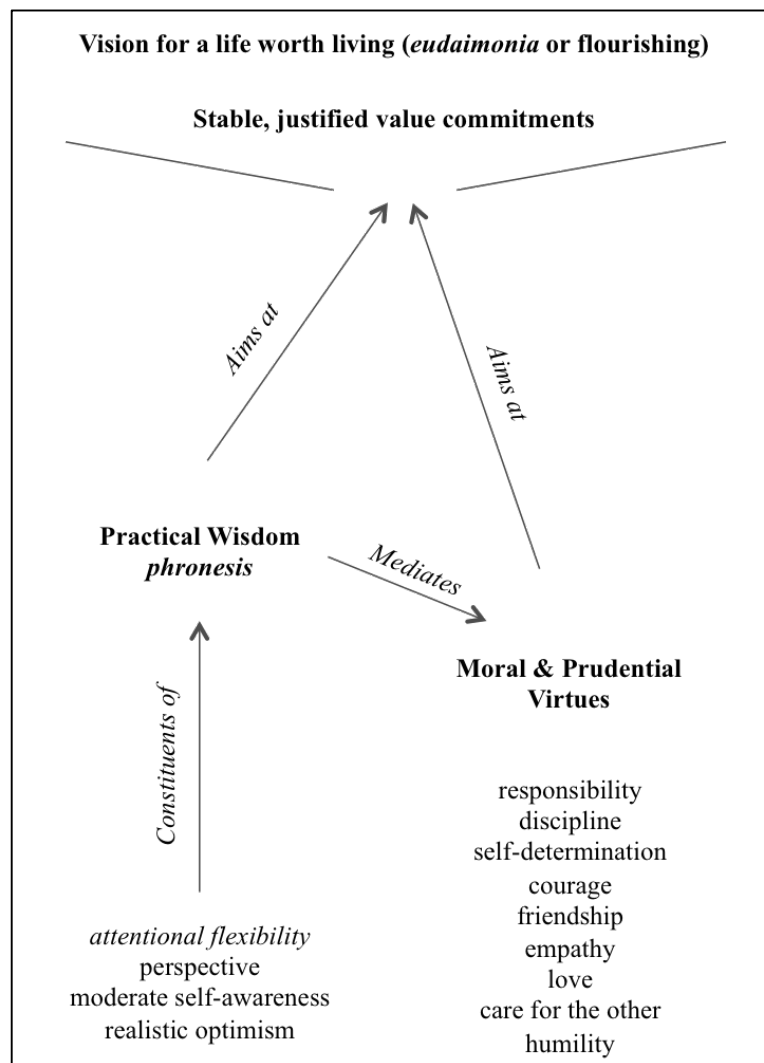 Vision for a life worth living (eudaimonia or flourishing)
Stable, justified value commitments
Aims at
Aims at
Practical Wisdom
phronesis
Mediates
Moral & Prudential
Virtues
Constituents of
responsibility
discipline
self-determination
courage
friendship
empathy
love
care for the other
humility
attentional flexibility
perspective
moderate self-awareness
realistic optimism